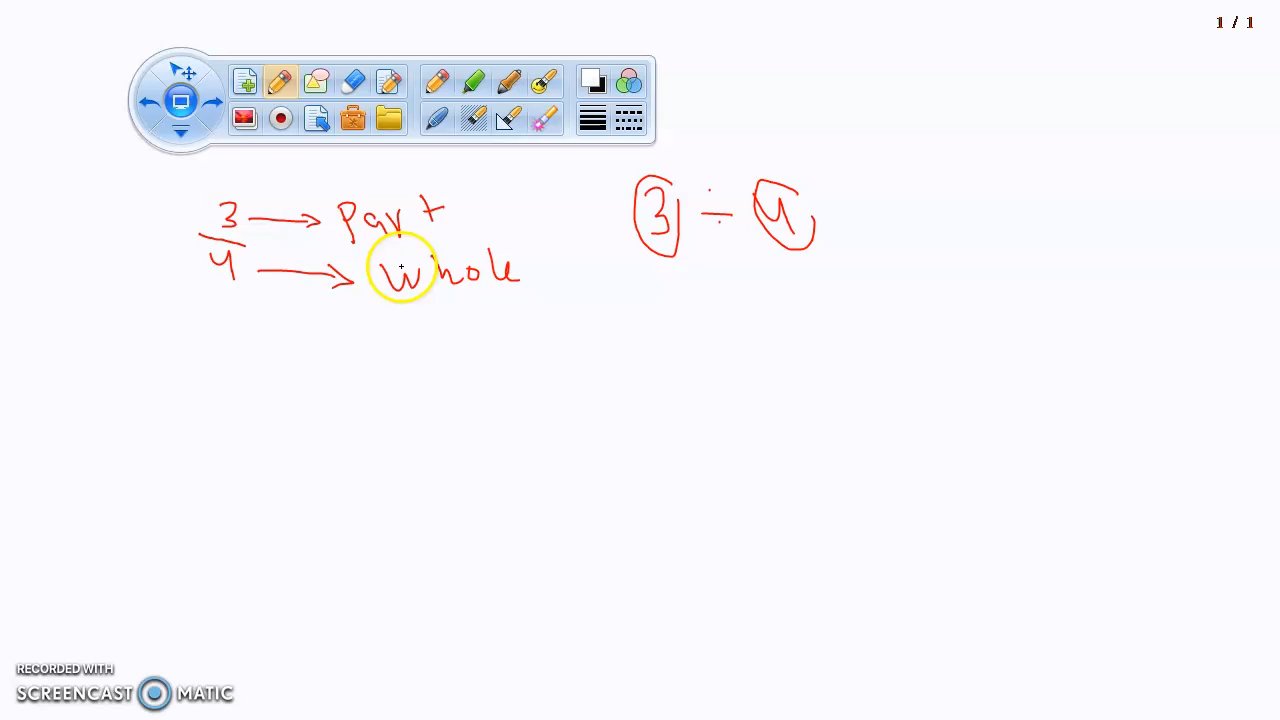 1 / 1
3 → Part 3 ÷ 4
4 → Whole
RECORDED WITH
SCREENCAST MATIC